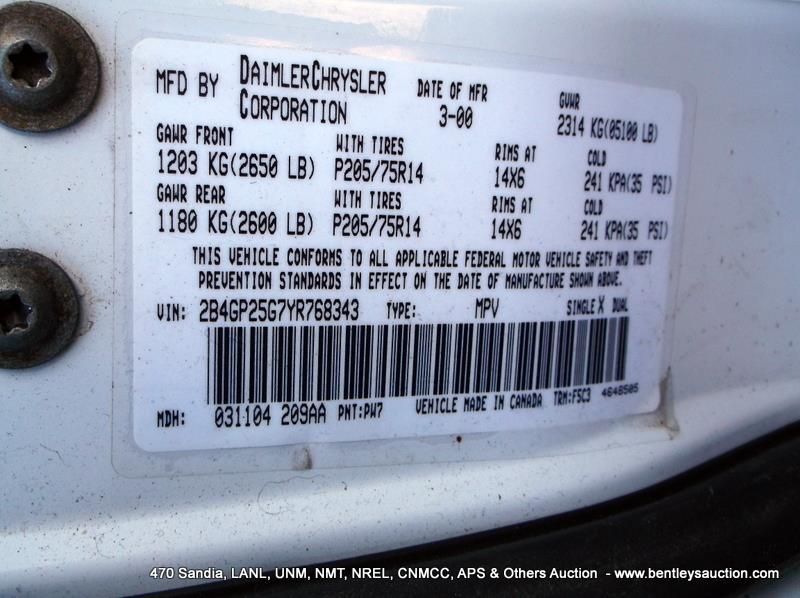 MFD BY DAIMLERCHRYSLER CORPORATION DATE OF MFR 3-00 GVWR 2314 KG(05100 LB)
GAWR FRONT WITH TIRES RIMS AT COLD
1203 KG(2650 LB) P205/75R14 14X6 241 KPA(35 PSI)
GAWR REAR WITH TIRES RIMS AT COLD
1180 KG(2600 LB) P205/75R14 14X6 241 KPA(35 PSI)
THIS VEHICLE CONFORMS TO ALL APPLICABLE FEDERAL MOTOR VEHICLE SAFETY AND THEFT
PREVENTION STANDARDS IN EFFECT ON THE DATE OF MANUFACTURE SHOWN ABOVE.
VIN: 2B4GP25G7YR768343 TYPE: MPV SINGLE X DUAL
MDH: 031104 209AA PNT:PW7 VEHICLE MADE IN CANADA TRM:F5C3 4648505
470 Sandia, LANL, UNM, NMT, NREL, CNMCC, APS & Others Auction - www.bentleysauction.com